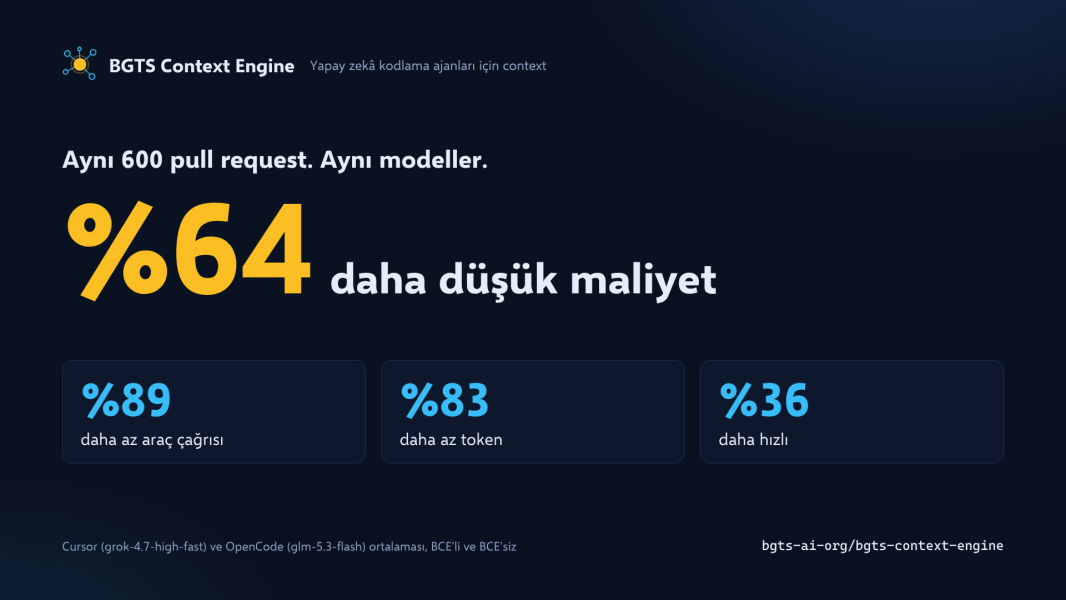 BGTS Context Engine Yapay zekâ kodlama ajanları için context
Aynı 600 pull request. Aynı modeller.
%64 daha düşük maliyet
%89
daha az araç çağrısı
%83
daha az token
%36
daha hızlı
Cursor (grok-4.7-high-fast) ve OpenCode (glm-5.3-flash) ortalaması, BCE'li ve BCE'siz
bgts-ai-org/bgts-context-engine